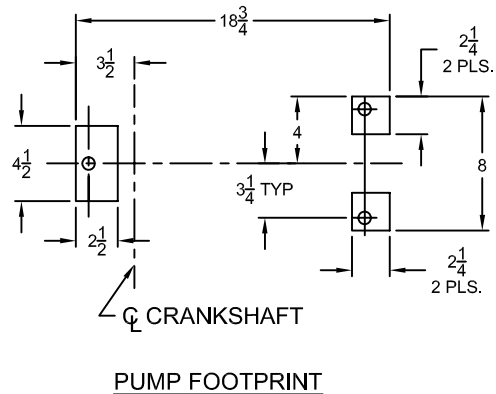 18 3/4
3 1/2
2 1/4
2 PLS.
4
4 1/2
8
3 1/4 TYP
2 1/2
2 1/4
2 PLS.
℄ CRANKSHAFT
PUMP FOOTPRINT